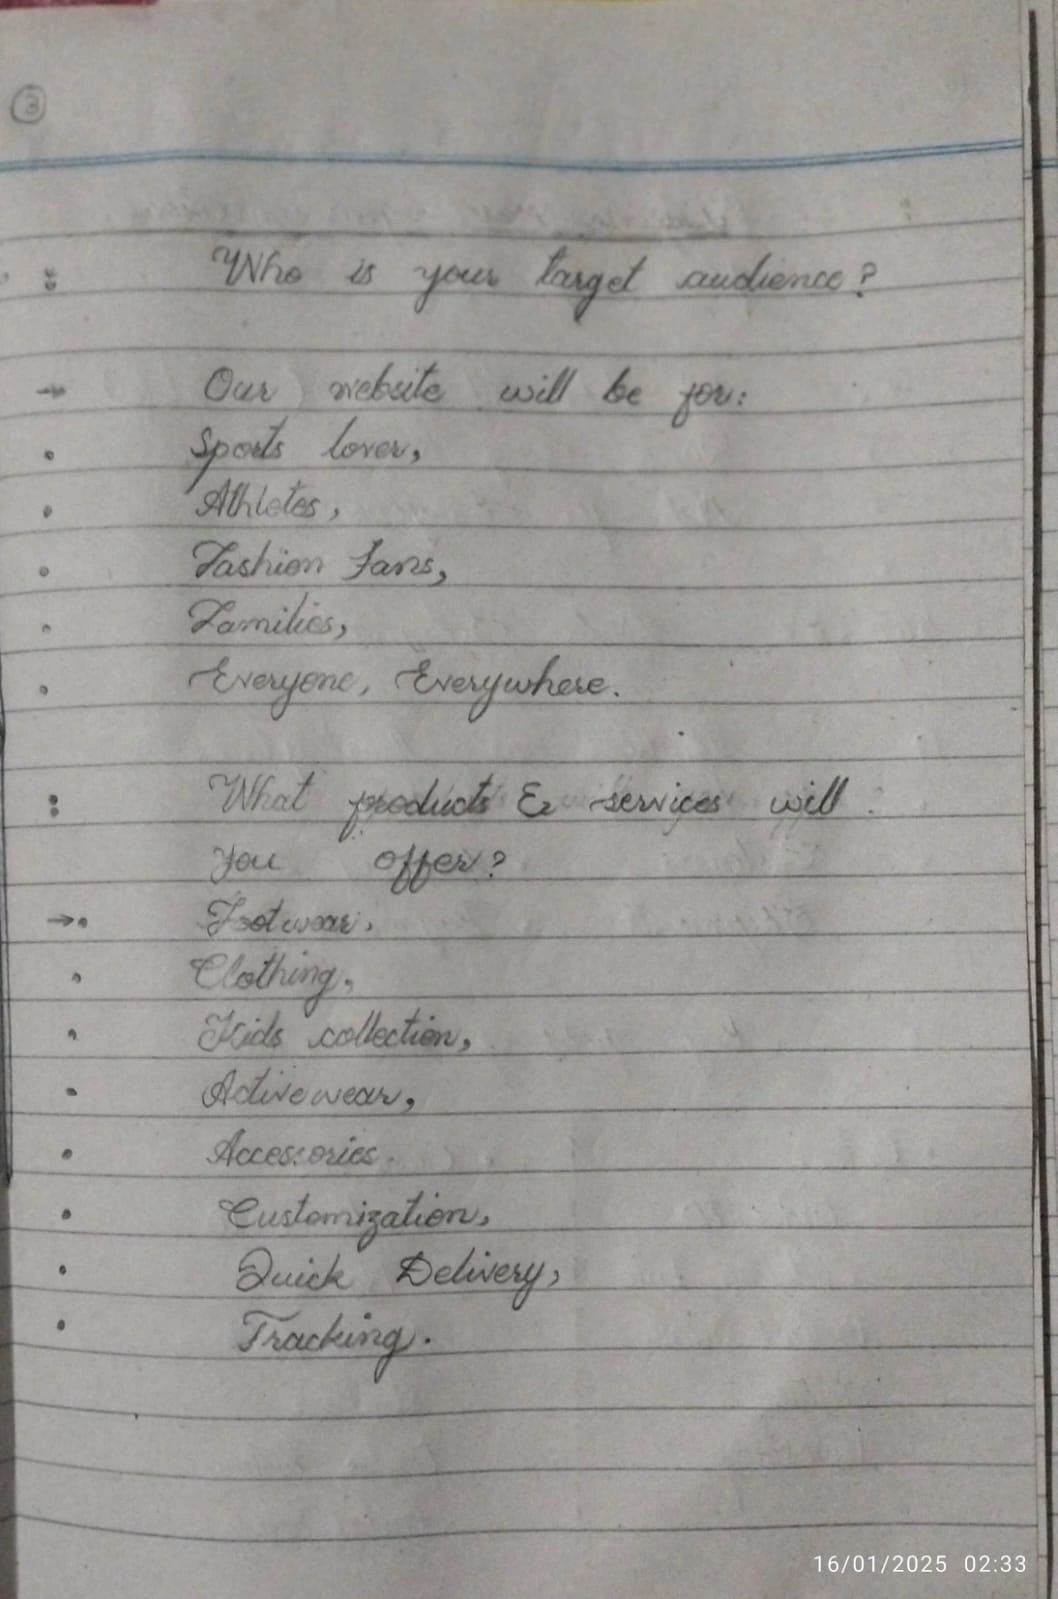 3
: Who is your target audience?
→ Our website will be for:
• Sports lover,
• Athletes,
• Fashion Fans,
• Families,
• Everyone, Everywhere.
: What products & services will
you offer?
→• Footwear,
• Clothing,
• Kids collection,
• Activewear,
• Accessories.
• Customization,
• Quick Delivery,
• Tracking.
16/01/2025 02:33